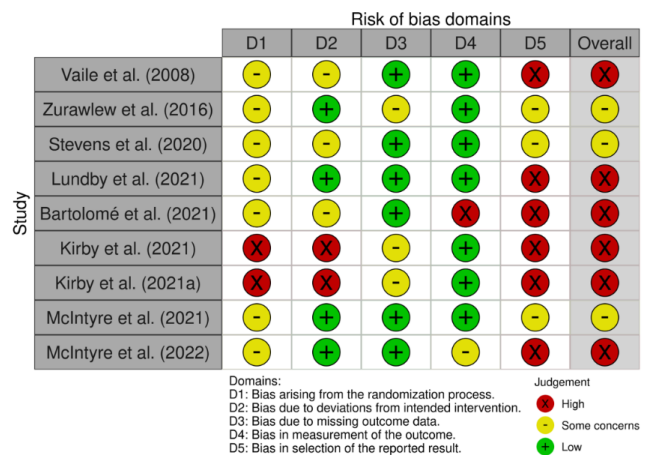 Risk of bias domains
D1 D2 D3 D4 D5 Overall
Study
Vaile et al. (2008) - - + + X X
Zurawlew et al. (2016) - + - + - -
Stevens et al. (2020) - - + + - -
Lundby et al. (2021) - + + + X X
Bartolomé et al. (2021) - - + X X X
Kirby et al. (2021) X X - + X X
Kirby et al. (2021a) X X - + X X
McIntyre et al. (2021) - + + + - -
McIntyre et al. (2022) - + + - X X
Domains:
D1: Bias arising from the randomization process.
D2: Bias due to deviations from intended intervention.
D3: Bias due to missing outcome data.
D4: Bias in measurement of the outcome.
D5: Bias in selection of the reported result.
Judgement
X High
- Some concerns
+ Low